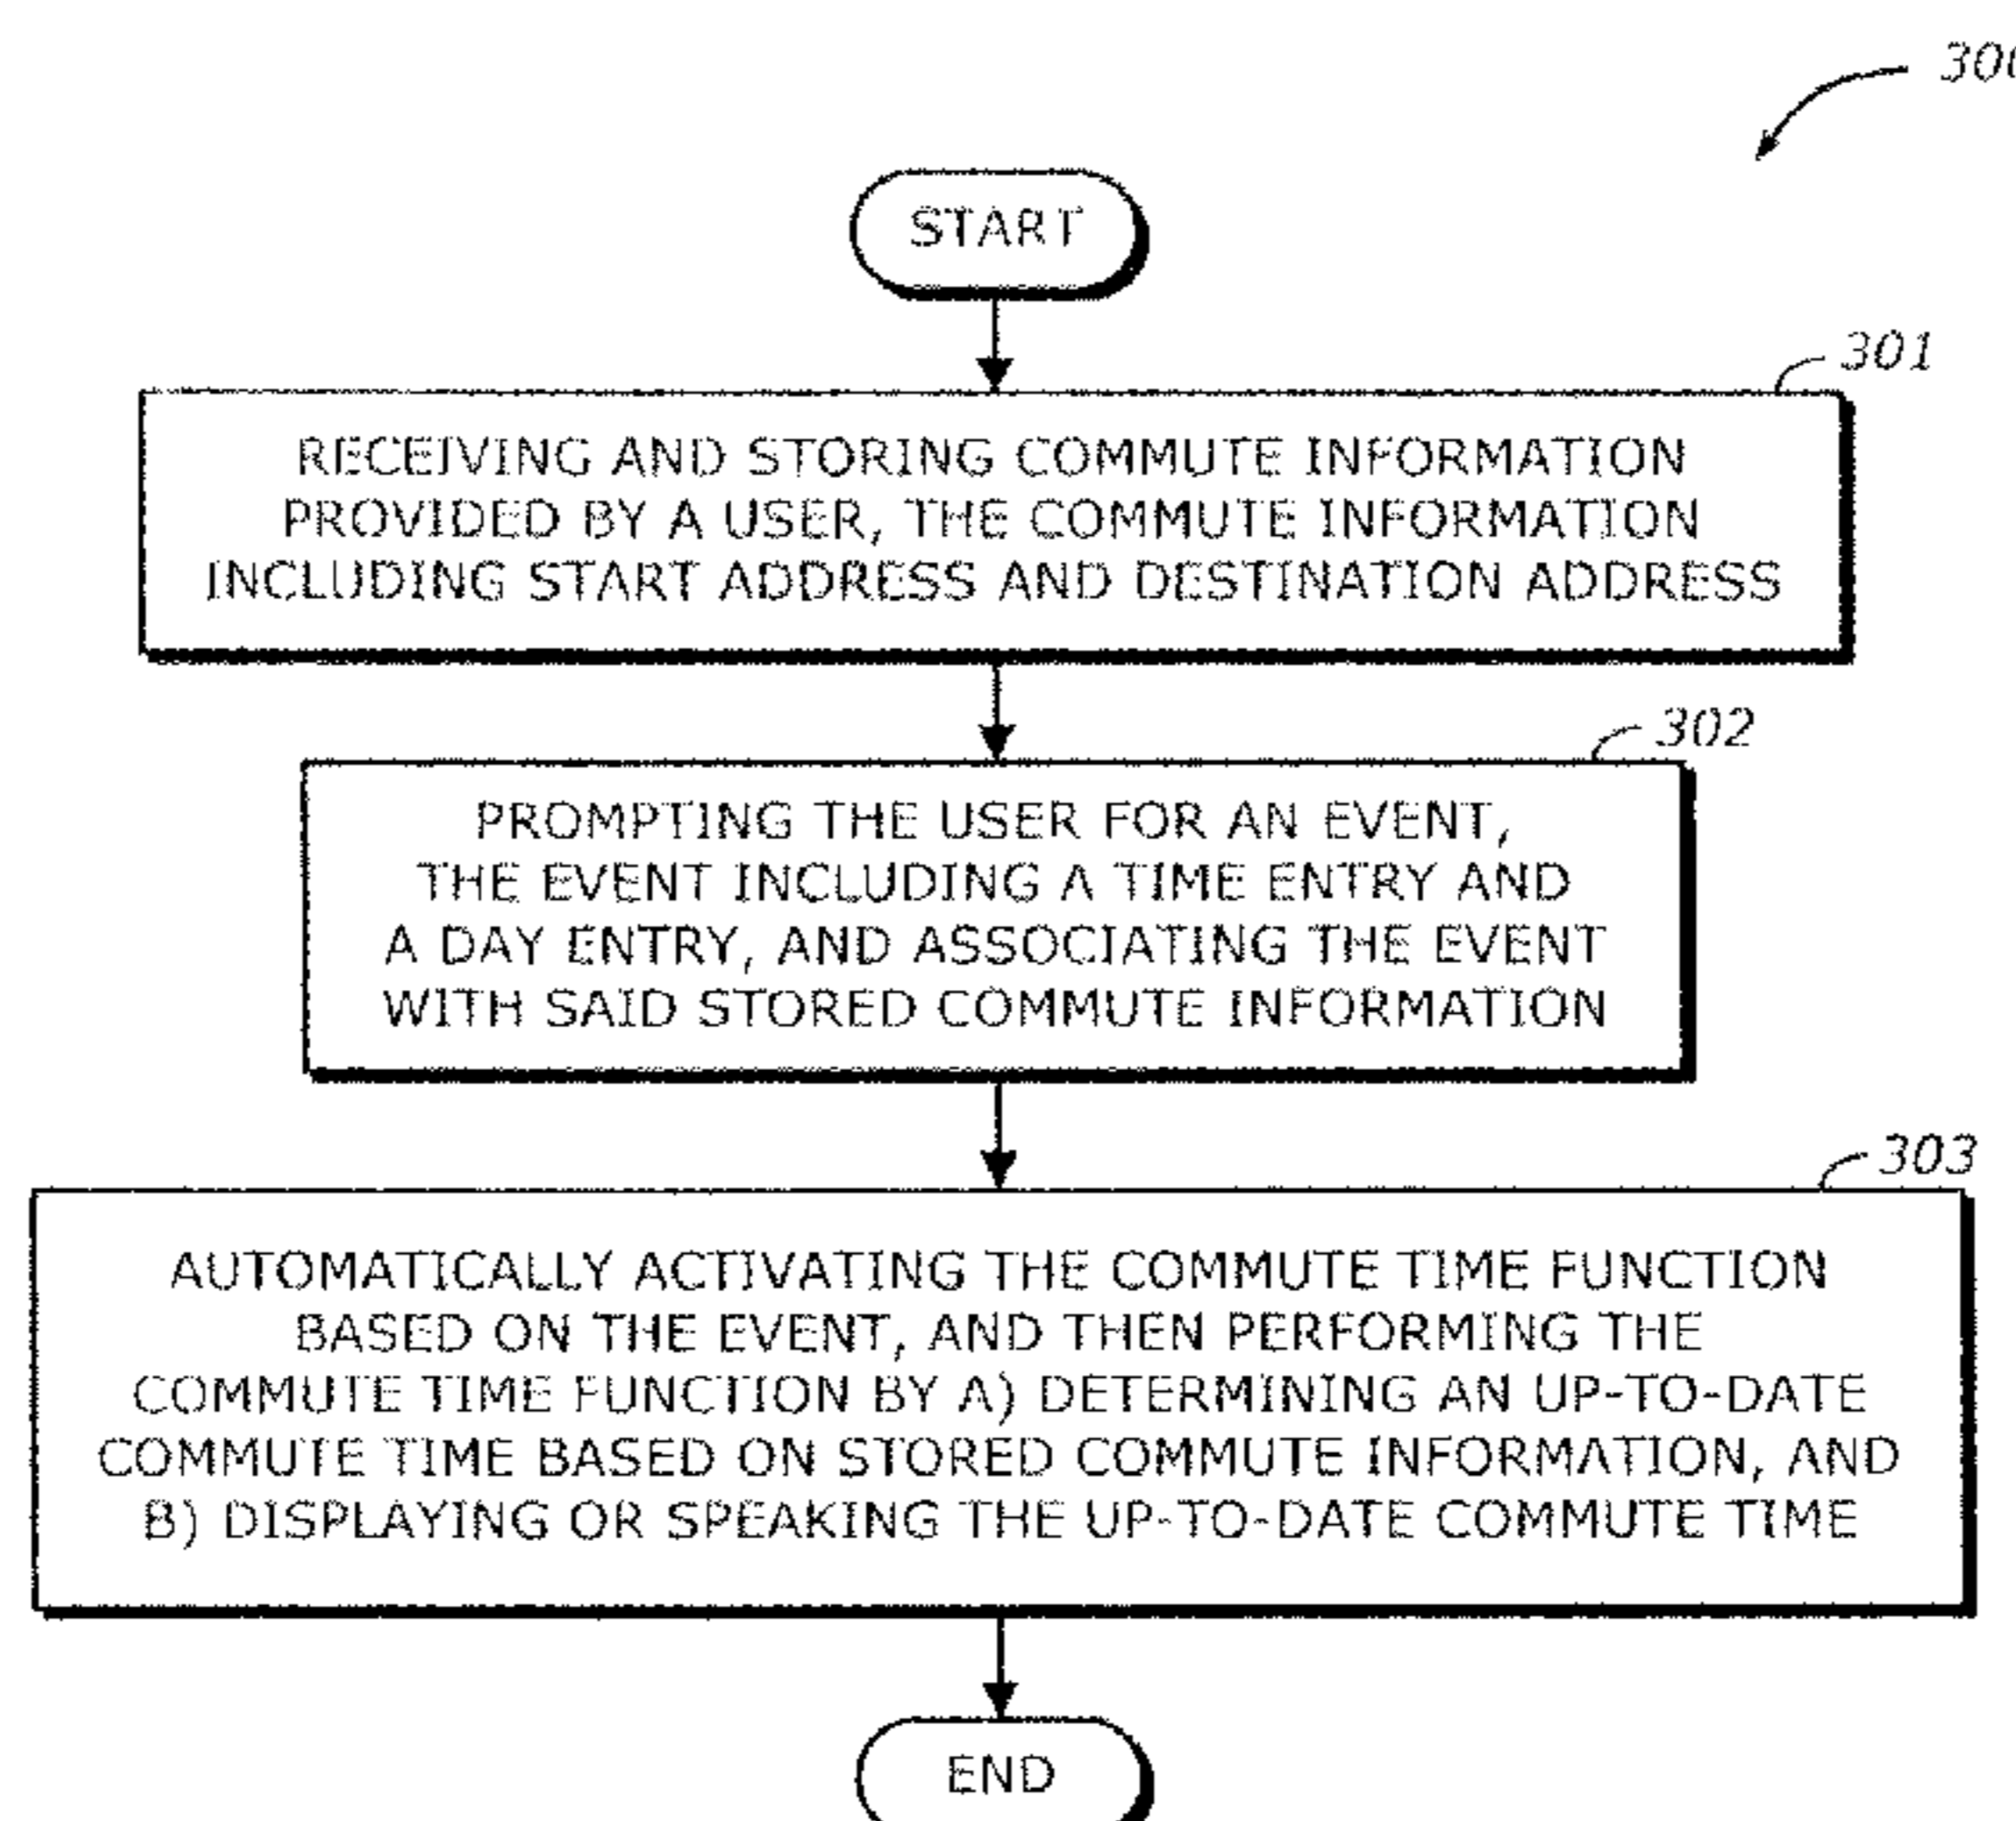 300
START
301
RECEIVING AND STORING COMMUTE INFORMATION
PROVIDED BY A USER, THE COMMUTE INFORMATION
INCLUDING START ADDRESS AND DESTINATION ADDRESS
302
PROMPTING THE USER FOR AN EVENT,
THE EVENT INCLUDING A TIME ENTRY AND
A DAY ENTRY, AND ASSOCIATING THE EVENT
WITH SAID STORED COMMUTE INFORMATION
303
AUTOMATICALLY ACTIVATING THE COMMUTE TIME FUNCTION
BASED ON THE EVENT, AND THEN PERFORMING THE
COMMUTE TIME FUNCTION BY A) DETERMINING AN UP-TO-DATE
COMMUTE TIME BASED ON STORED COMMUTE INFORMATION, AND
B) DISPLAYING OR SPEAKING THE UP-TO-DATE COMMUTE TIME
END